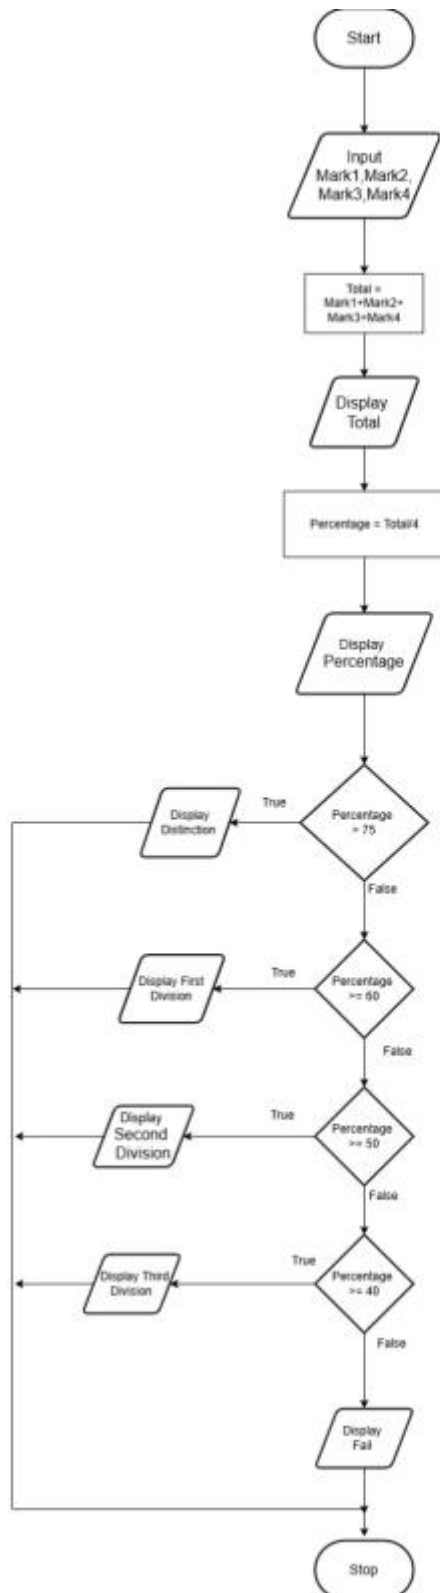 Start
Input
Mark1,Mark2,
Mark3,Mark4
Total =
Mark1+Mark2+
Mark3+Mark4
Display
Total
Percentage = Total/4
Display
Percentage
Percentage
= 75
True
Display
Distinction
False
Percentage
>= 60
True
Display First
Division
False
Percentage
>= 50
True
Display
Second
Division
False
Percentage
>= 40
True
Display Third
Division
False
Display
Fail
Stop